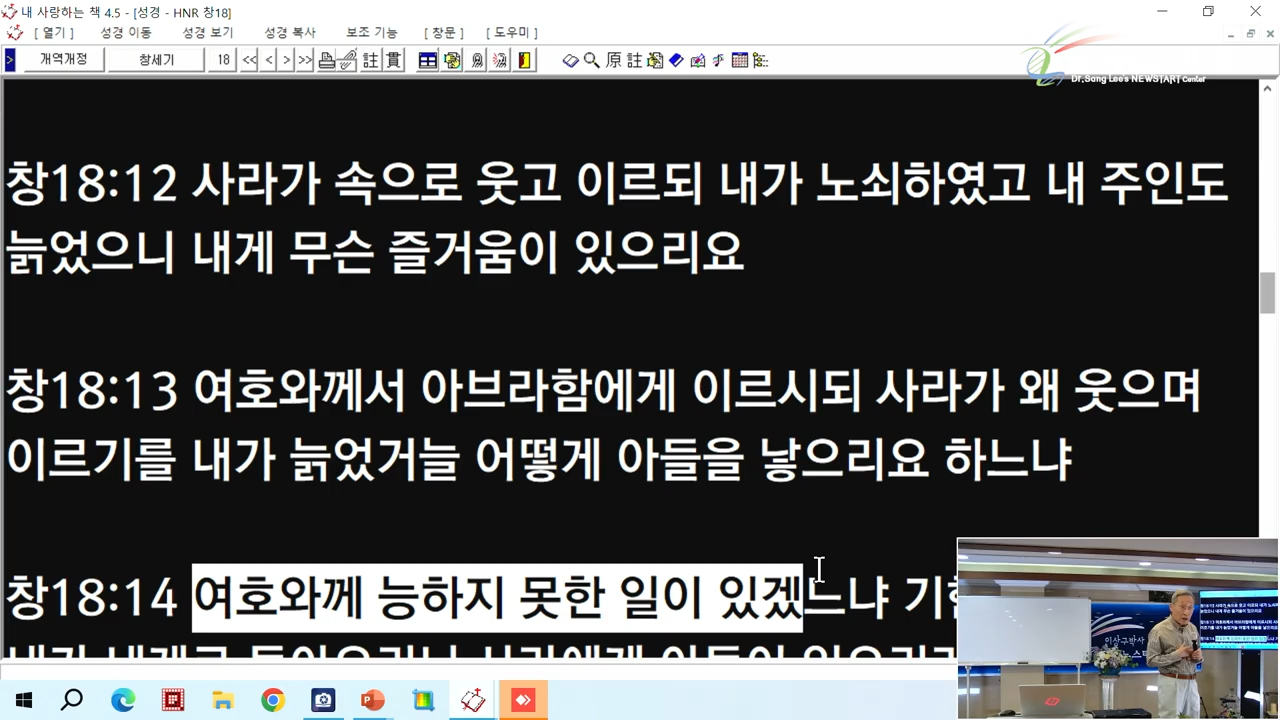 내 사랑하는 책 4.5 - [성경 - HNR 창18]
[ 열기 ] 성경 이동 성경 보기 성경 복사 보조 기능 [ 창문 ] [ 도우미 ]
개역개정 창세기 18 << < > >> 註 貫 原 註
Dr.Sang Lee's NEWSTART Center
창18:12 사라가 속으로 웃고 이르되 내가 노쇠하였고 내 주인도
늙었으니 내게 무슨 즐거움이 있으리요
창18:13 여호와께서 아브라함에게 이르시되 사라가 왜 웃으며
이르기를 내가 늙었거늘 어떻게 아들을 낳으리요 하느냐
창18:14 여호와께 능하지 못한 일이 있겠느냐
이상구박사